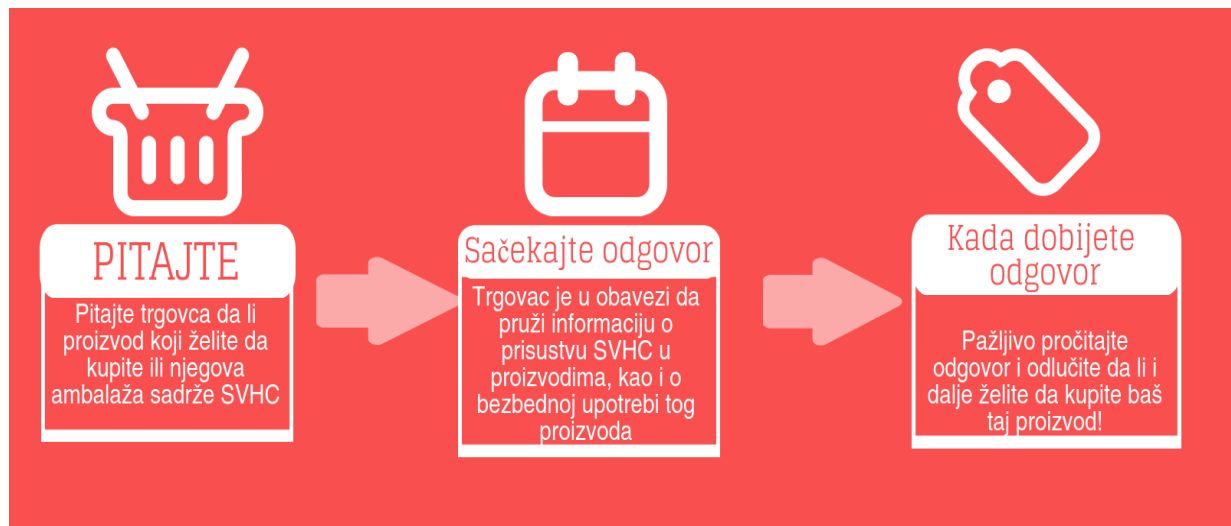 PITAJTE
Pitajte trgovca da li
proizvod koji želite da
kupite ili njegova
ambalaža sadrže SVHC
Sačekajte odgovor
Trgovac je u obavezi da
pruži informaciju o
prisustvu SVHC u
proizvodima, kao i o
bezbednoj upotrebi tog
proizvoda
Kada dobijete
odgovor
Pažljivo pročitajte
odgovor i odlučite da li i
dalje želite da kupite baš
taj proizvod!